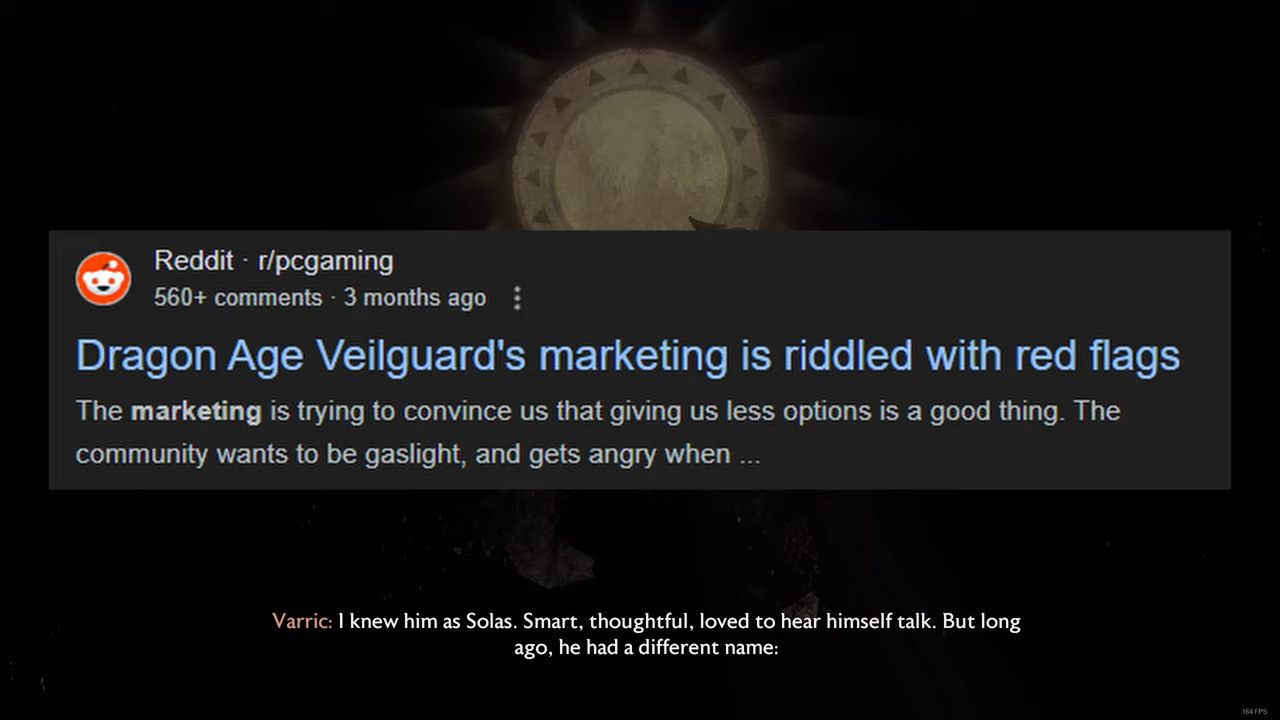 Reddit · r/pcgaming
560+ comments · 3 months ago
Dragon Age Veilguard's marketing is riddled with red flags
The marketing is trying to convince us that giving us less options is a good thing. The
community wants to be gaslight, and gets angry when ...
Varric: I knew him as Solas. Smart, thoughtful, loved to hear himself talk. But long
ago, he had a different name:
164 FPS